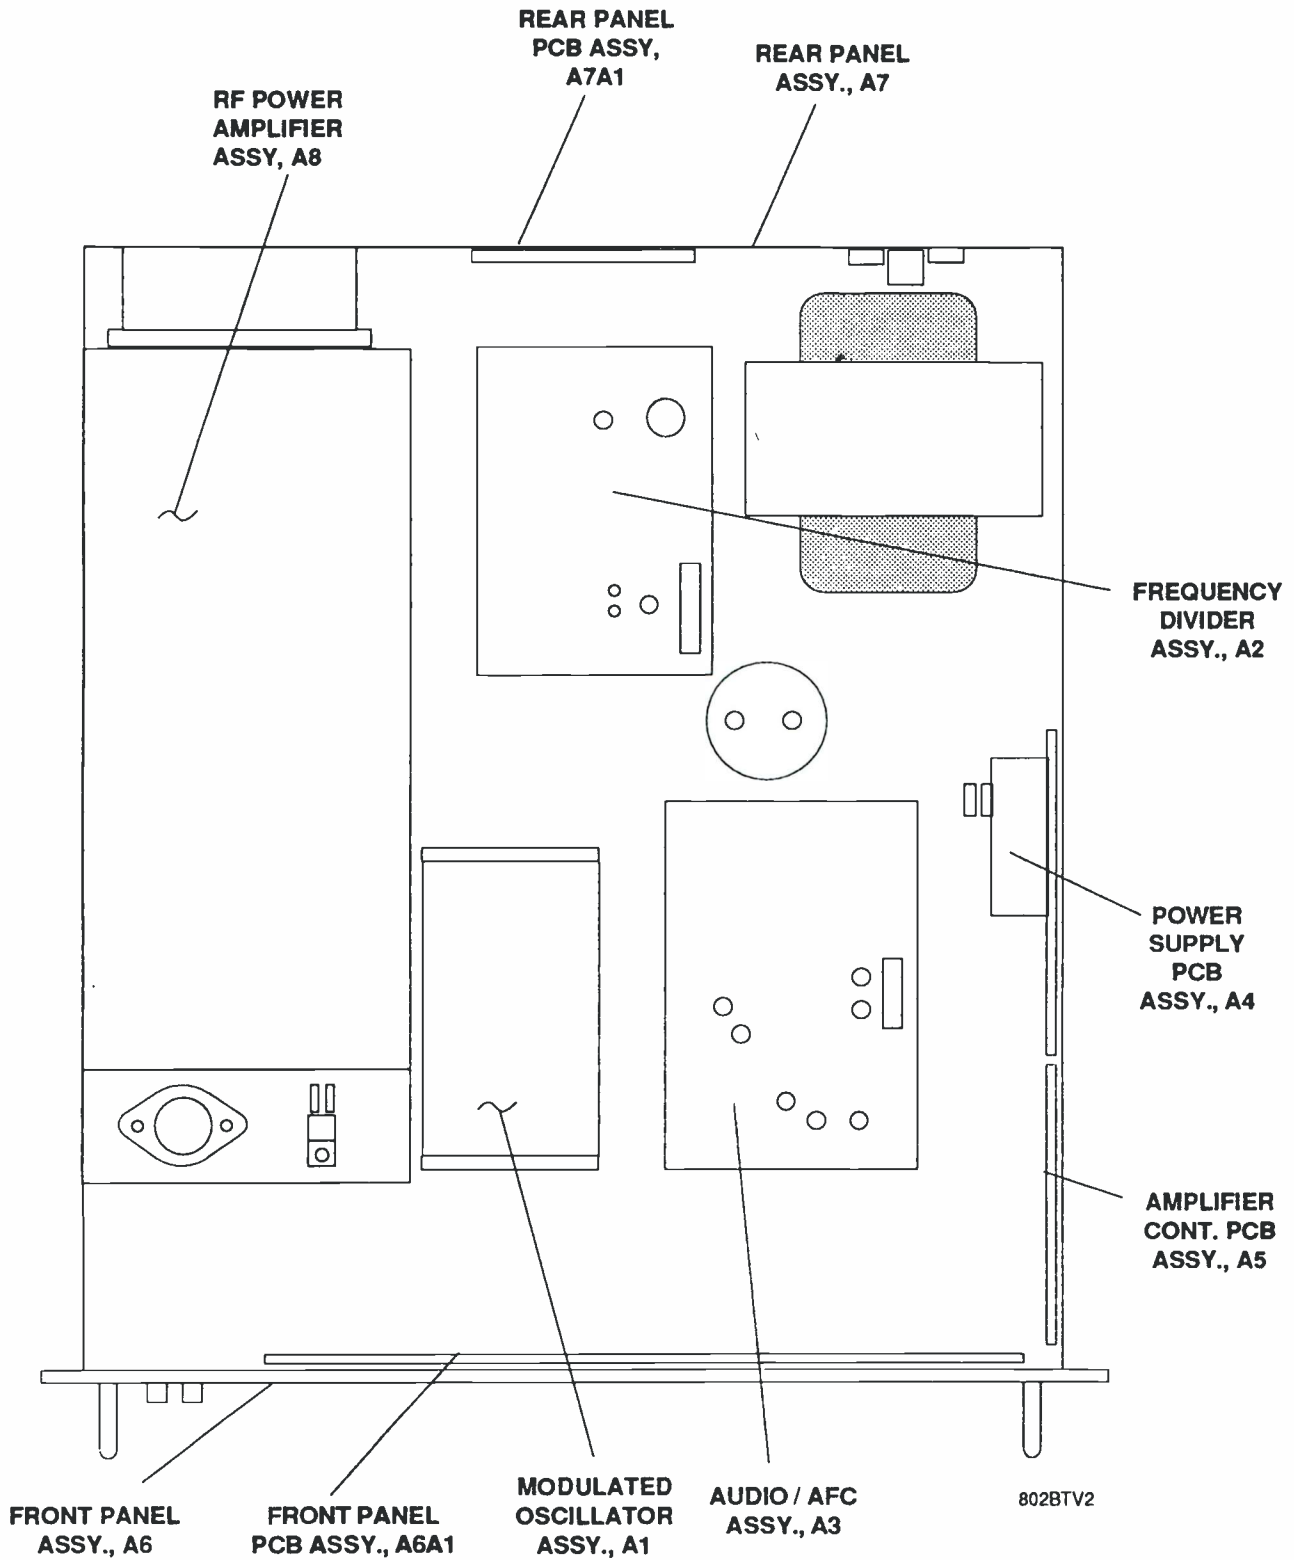 REAR PANEL
PCB ASSY,
A7A1
REAR PANEL
ASSY., A7
RF POWER
AMPLIFIER
ASSY, A8
FREQUENCY
DIVIDER
ASSY., A2
POWER
SUPPLY
PCB
ASSY., A4
AMPLIFIER
CONT. PCB
ASSY., A5
FRONT PANEL
ASSY., A6
FRONT PANEL
PCB ASSY., A6A1
MODULATED
OSCILLATOR
ASSY., A1
AUDIO / AFC
ASSY., A3
802BTV2